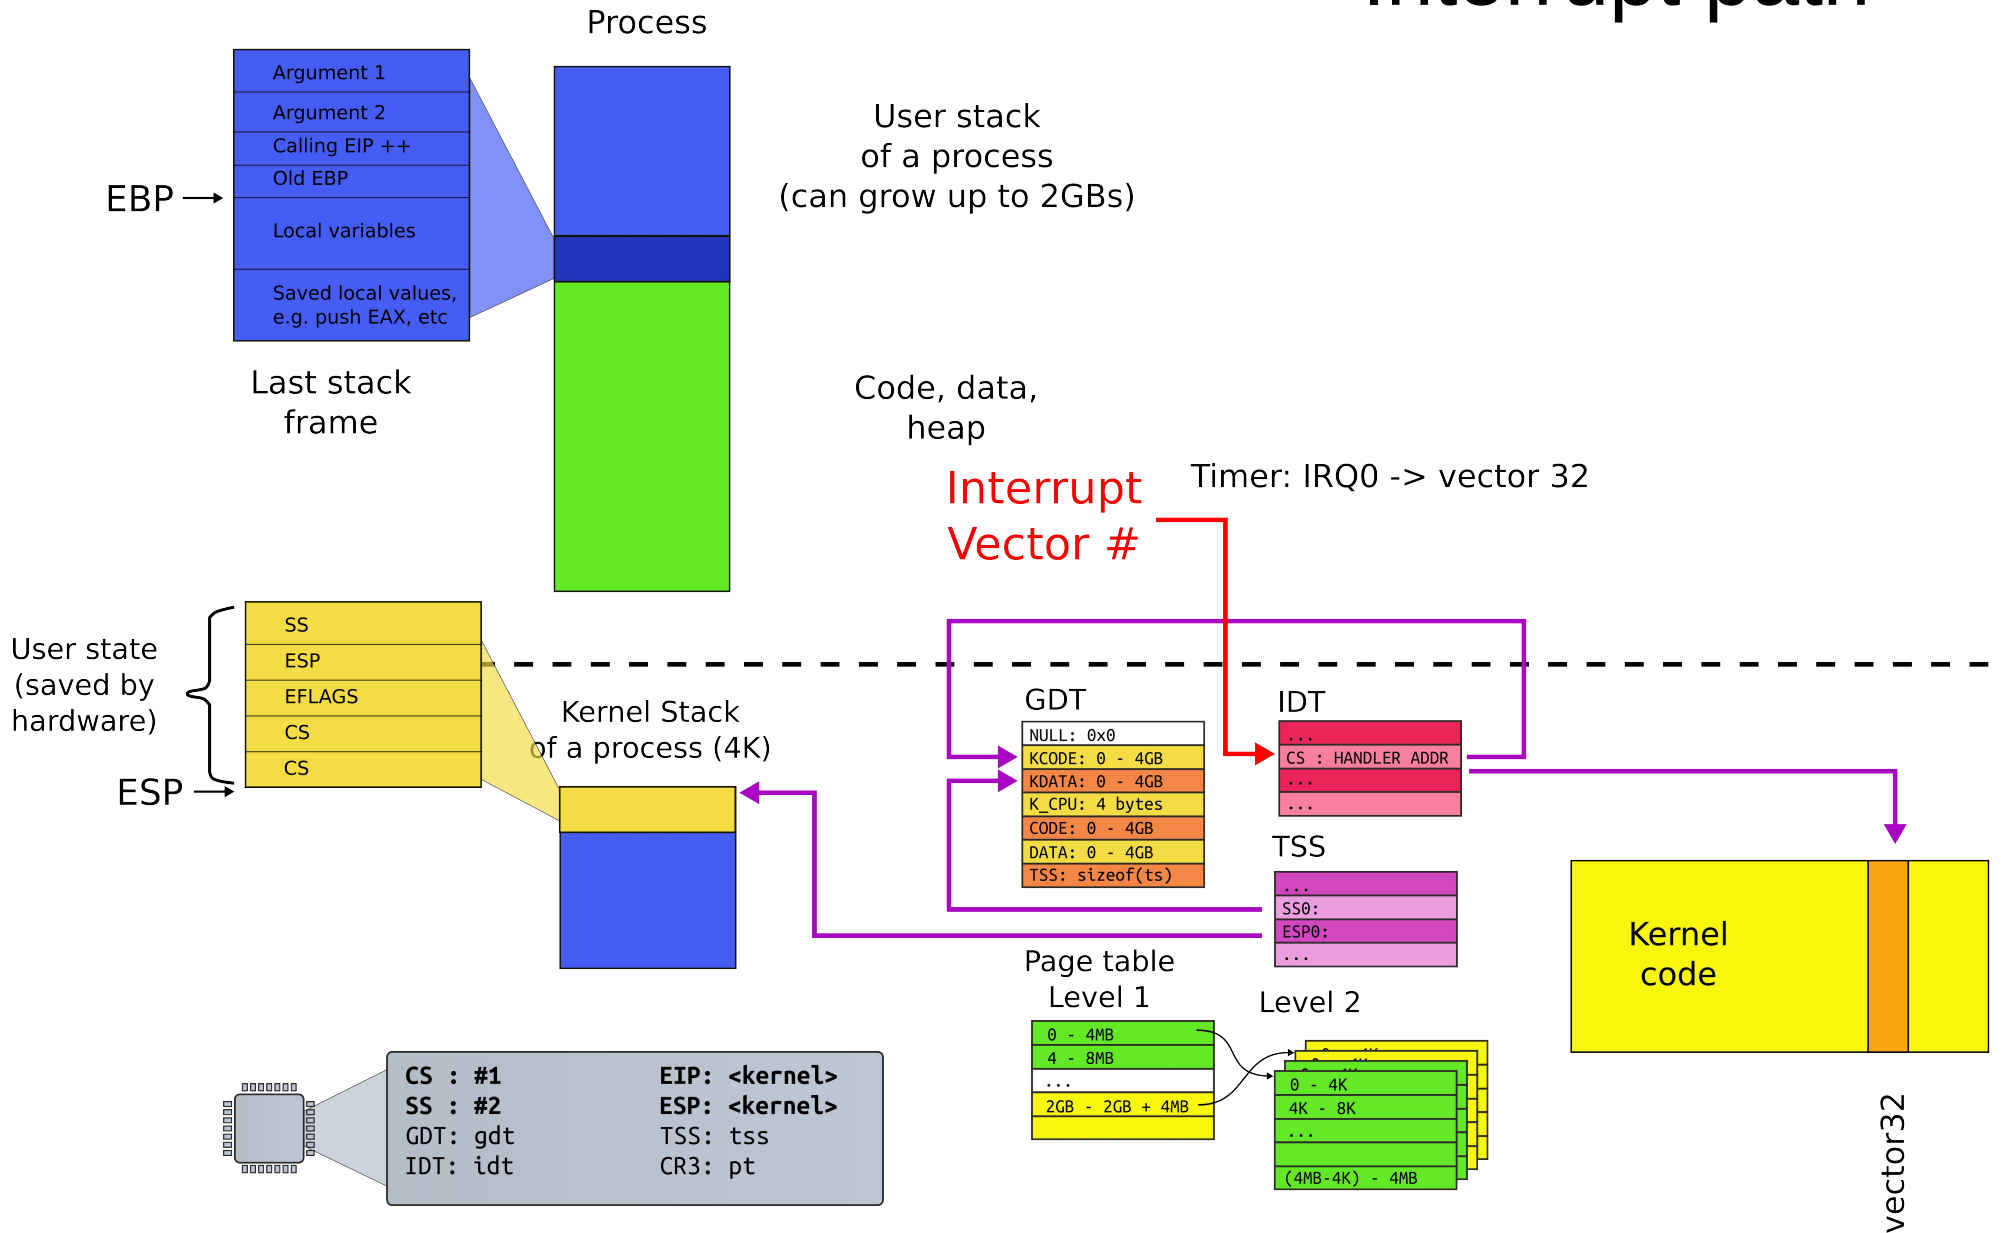 Interrupt path
Process
Argument 1
Argument 2
Calling EIP ++
Old EBP
EBP
Local variables
Saved local values,
e.g. push EAX, etc
Last stack
frame
User stack
of a process
(can grow up to 2GBs)
Code, data,
heap
Interrupt
Vector #
Timer: IRQ0 -> vector 32
User state
(saved by
hardware)
SS
ESP
EFLAGS
CS
CS
ESP
Kernel Stack
of a process (4K)
GDT
NULL: 0x0
KCODE: 0 - 4GB
KDATA: 0 - 4GB
K_CPU: 4 bytes
CODE: 0 - 4GB
DATA: 0 - 4GB
TSS: sizeof(ts)
IDT
...
CS : HANDLER ADDR
...
...
TSS
...
SS0:
ESP0:
...
Kernel
code
vector32
Page table
Level 1
0 - 4MB
4 - 8MB
...
2GB - 2GB + 4MB
Level 2
0 - 4K
4K - 8K
...
(4MB-4K) - 4MB
CS : #1 EIP: <kernel>
SS : #2 ESP: <kernel>
GDT: gdt TSS: tss
IDT: idt CR3: pt